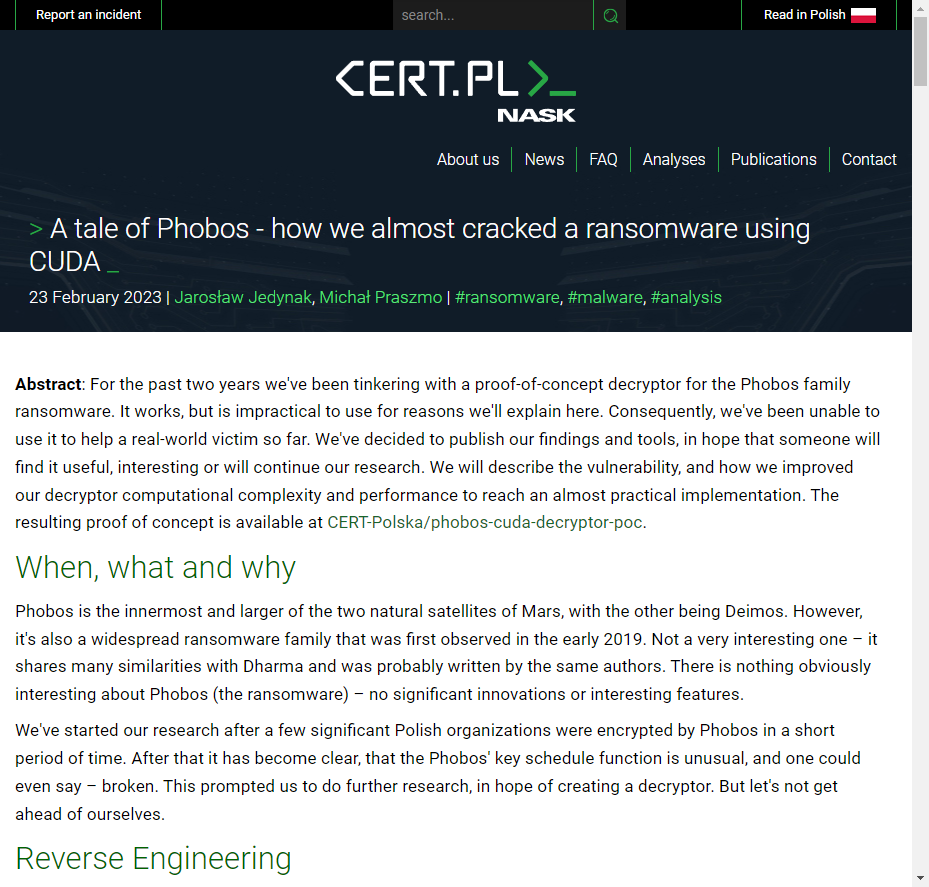 Report an incident
search...
Read in Polish
CERT.PL>_
NASK
About us
News
FAQ
Analyses
Publications
Contact
> A tale of Phobos - how we almost cracked a ransomware using
CUDA _
23 February 2023 | Jarosław Jedynak, Michał Praszmo | #ransomware, #malware, #analysis
Abstract: For the past two years we've been tinkering with a proof-of-concept decryptor for the Phobos family
ransomware. It works, but is impractical to use for reasons we'll explain here. Consequently, we've been unable to
use it to help a real-world victim so far. We've decided to publish our findings and tools, in hope that someone will
find it useful, interesting or will continue our research. We will describe the vulnerability, and how we improved
our decryptor computational complexity and performance to reach an almost practical implementation. The
resulting proof of concept is available at CERT-Polska/phobos-cuda-decryptor-poc.
When, what and why
Phobos is the innermost and larger of the two natural satellites of Mars, with the other being Deimos. However,
it's also a widespread ransomware family that was first observed in the early 2019. Not a very interesting one – it
shares many similarities with Dharma and was probably written by the same authors. There is nothing obviously
interesting about Phobos (the ransomware) – no significant innovations or interesting features.
We've started our research after a few significant Polish organizations were encrypted by Phobos in a short
period of time. After that it has become clear, that the Phobos' key schedule function is unusual, and one could
even say – broken. This prompted us to do further research, in hope of creating a decryptor. But let's not get
ahead of ourselves.
Reverse Engineering